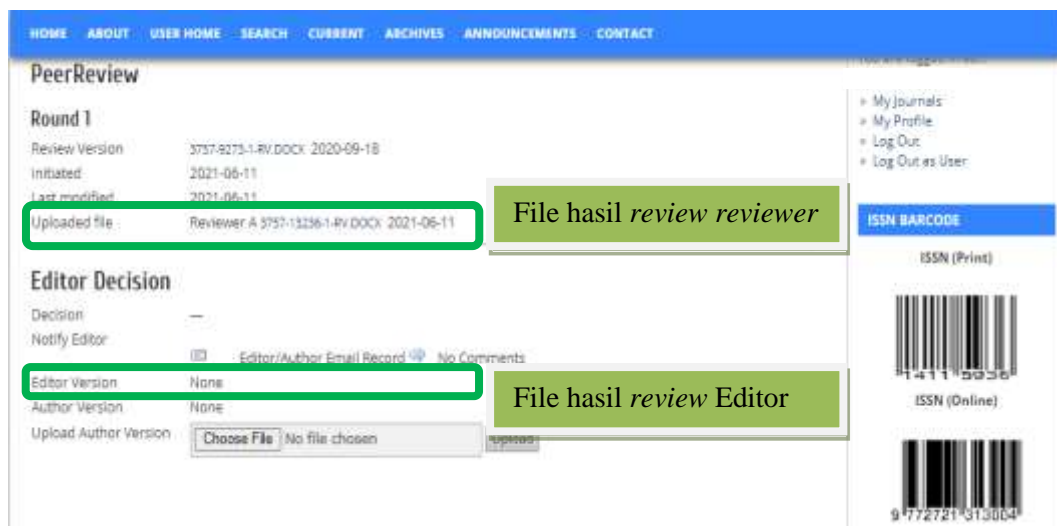 HOME ABOUT USER HOME SEARCH CURRENT ARCHIVES ANNOUNCEMENTS CONTACT
PeerReview
Round 1
Review Version 3757-9273-1-RV.DOCX 2020-09-18
Initiated 2021-06-11
Last modified 2021-06-11
Uploaded file Reviewer A 3757-13236-1-RV.DOCX 2021-06-11
File hasil review reviewer
Editor Decision
Decision —
Notify Editor
Editor/Author Email Record No Comments
Editor Version None
File hasil review Editor
Author Version None
Upload Author Version Choose File No file chosen Upload
» My Journals
» My Profile
» Log Out
» Log Out as User
ISSN BARCODE
ISSN (Print)
ISSN (Online)